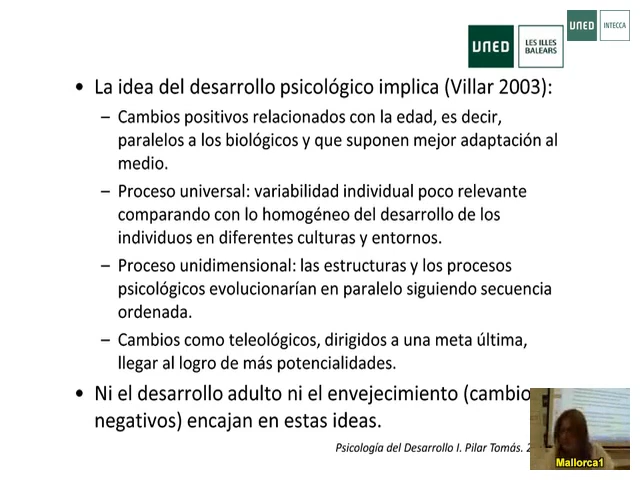 UNED
INTECCA
UNED
LES ILLES
BALEARS
• La idea del desarrollo psicológico implica (Villar 2003):
– Cambios positivos relacionados con la edad, es decir,
paralelos a los biológicos y que suponen mejor adaptación al
medio.
– Proceso universal: variabilidad individual poco relevante
comparando con lo homogéneo del desarrollo de los
individuos en diferentes culturas y entornos.
– Proceso unidimensional: las estructuras y los procesos
psicológicos evolucionarían en paralelo siguiendo secuencia
ordenada.
– Cambios como teleológicos, dirigidos a una meta última,
llegar al logro de más potencialidades.
• Ni el desarrollo adulto ni el envejecimiento (cambio
negativos) encajan en estas ideas.
Psicología del Desarrollo I. Pilar Tomás. 2
Mallorca1